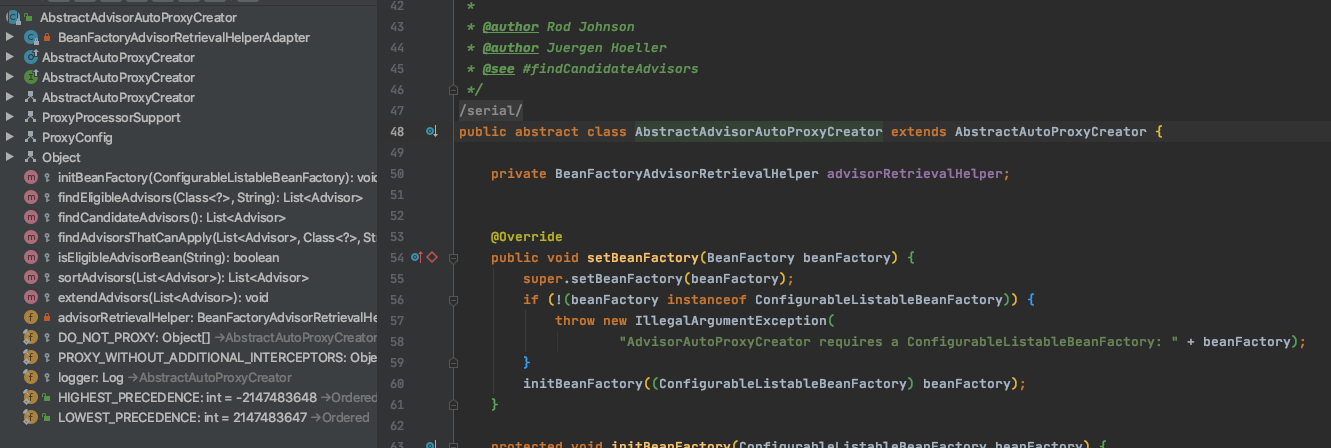 AbstractAdvisorAutoProxyCreator
BeanFactoryAdvisorRetrievalHelperAdapter
AbstractAutoProxyCreator
AbstractAutoProxyCreator
AbstractAutoProxyCreator
ProxyProcessorSupport
ProxyConfig
Object
initBeanFactory(ConfigurableListableBeanFactory): void
findEligibleAdvisors(Class<?>, String): List<Advisor>
findCandidateAdvisors(): List<Advisor>
findAdvisorsThatCanApply(List<Advisor>, Class<?>, St
isEligibleAdvisorBean(String): boolean
sortAdvisors(List<Advisor>): List<Advisor>
extendAdvisors(List<Advisor>): void
advisorRetrievalHelper: BeanFactoryAdvisorRetrievalHe
DO_NOT_PROXY: Object[] →AbstractAutoProxyCreator
PROXY_WITHOUT_ADDITIONAL_INTERCEPTORS: Obje
logger: Log →AbstractAutoProxyCreator
HIGHEST_PRECEDENCE: int = -2147483648 →Ordered
LOWEST_PRECEDENCE: int = 2147483647 →Ordered
42 *
43 * @author Rod Johnson
44 * @author Juergen Hoeller
45 * @see #findCandidateAdvisors
46 */
47 /serial/
48 public abstract class AbstractAdvisorAutoProxyCreator extends AbstractAutoProxyCreator {
49
50 private BeanFactoryAdvisorRetrievalHelper advisorRetrievalHelper;
51
52
53 @Override
54 public void setBeanFactory(BeanFactory beanFactory) {
55 super.setBeanFactory(beanFactory);
56 if (!(beanFactory instanceof ConfigurableListableBeanFactory)) {
57 throw new IllegalArgumentException(
58 "AdvisorAutoProxyCreator requires a ConfigurableListableBeanFactory: " + beanFactory);
59 }
60 initBeanFactory((ConfigurableListableBeanFactory) beanFactory);
61 }
62
63 protected void initBeanFactory(ConfigurableListableBeanFactory beanFactory) {